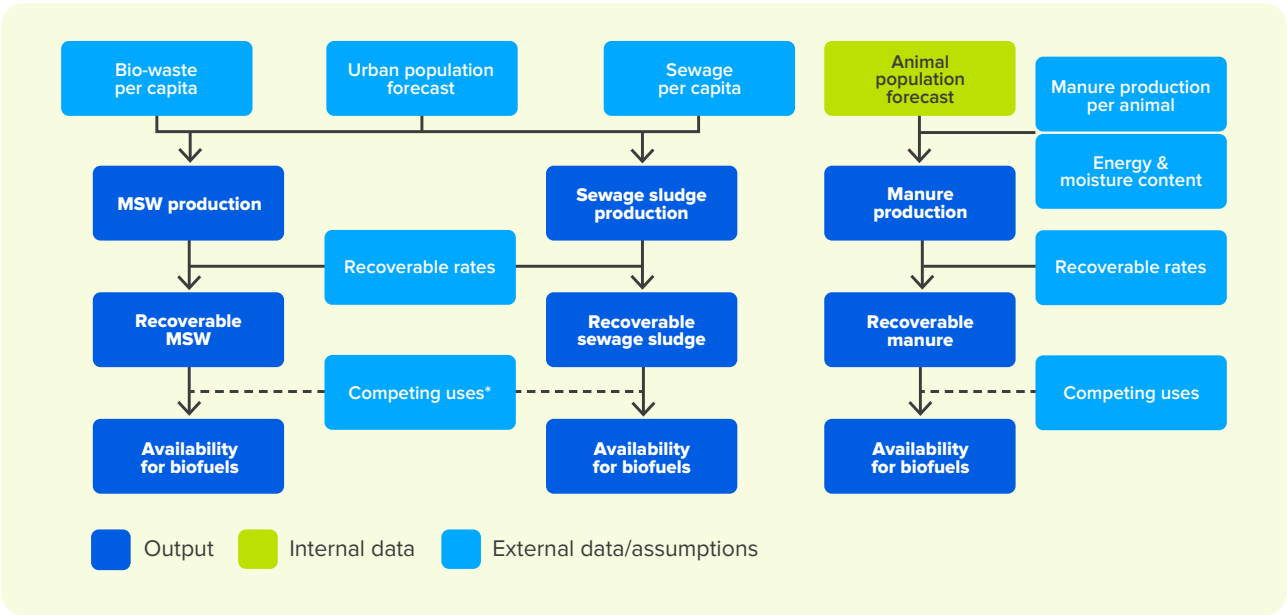 Bio-waste
per capita
Urban population
forecast
Sewage
per capita
Animal
population
forecast
Manure production
per animal
Energy &
moisture content
MSW production
Sewage sludge
production
Manure
production
Recoverable rates
Recoverable rates
Recoverable
MSW
Recoverable
sewage sludge
Recoverable
manure
Competing uses*
Competing uses
Availability
for biofuels
Availability
for biofuels
Availability
for biofuels
Output
Internal data
External data/assumptions